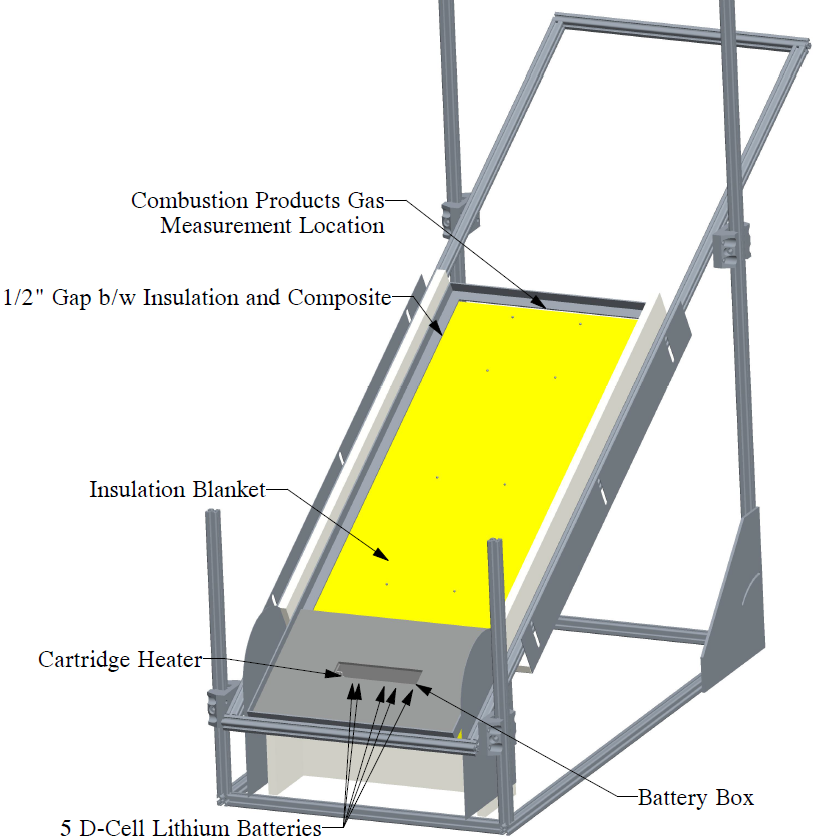 Combustion Products Gas
Measurement Location
1/2" Gap b/w Insulation and Composite
Insulation Blanket
Cartridge Heater
Battery Box
5 D-Cell Lithium Batteries